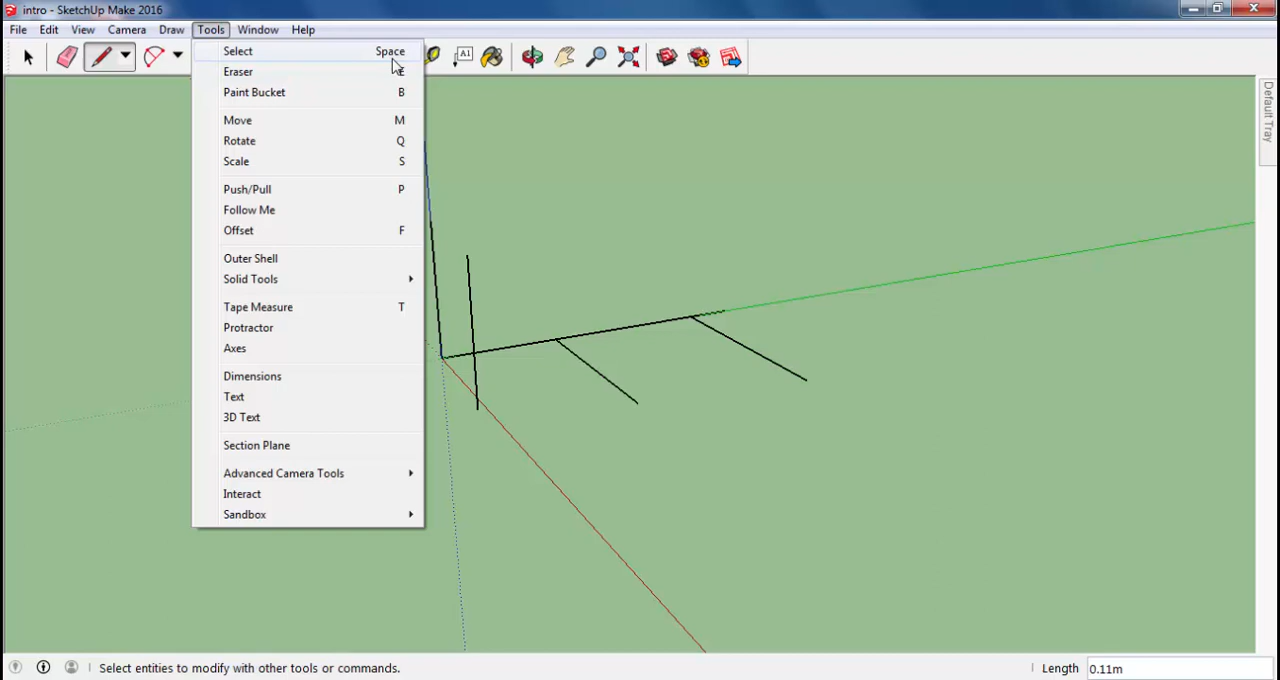 intro - SketchUp Make 2016
File Edit View Camera Draw Tools Window Help
A1
Select Space
Eraser E
Paint Bucket B
Move M
Rotate Q
Scale S
Push/Pull P
Follow Me
Offset F
Outer Shell
Solid Tools
Tape Measure T
Protractor
Axes
Dimensions
Text
3D Text
Section Plane
Advanced Camera Tools
Interact
Sandbox
Default Tray
Select entities to modify with other tools or commands.
Length 0.11m